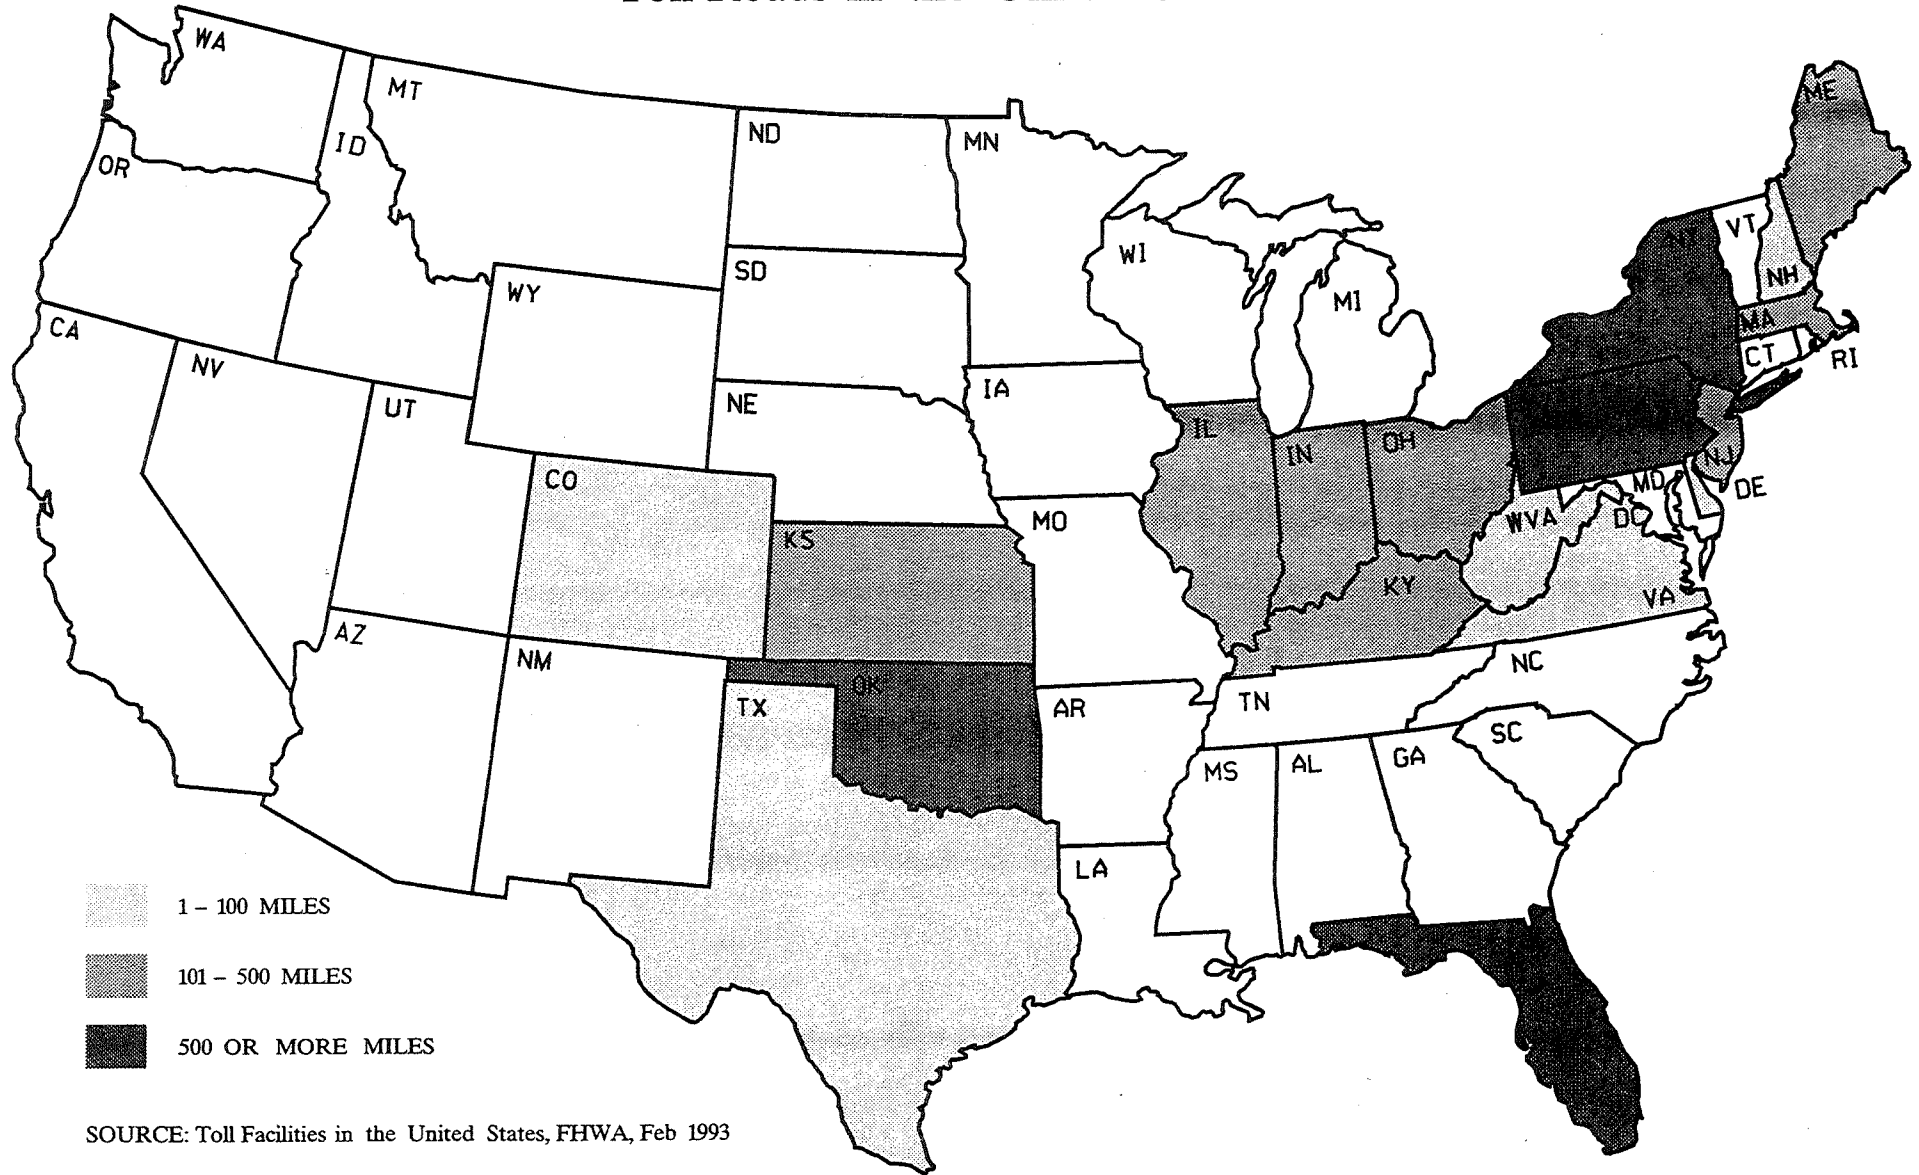 WA
MT
ME
ND
MN
ID
OR
VT
NY
WI
SD
NH
WY
MI
CA
MA
NV
CT
RI
IA
NE
UT
IL
OH
IN
NJ
CO
MD
DE
MO
WVA
DC
KS
KY
VA
AZ
NM
NC
OK
TX
AR
TN
SC
MS
AL
GA
LA
1 – 100 MILES
101 – 500 MILES
500 OR MORE MILES
SOURCE: Toll Facilities in the United States, FHWA, Feb 1993